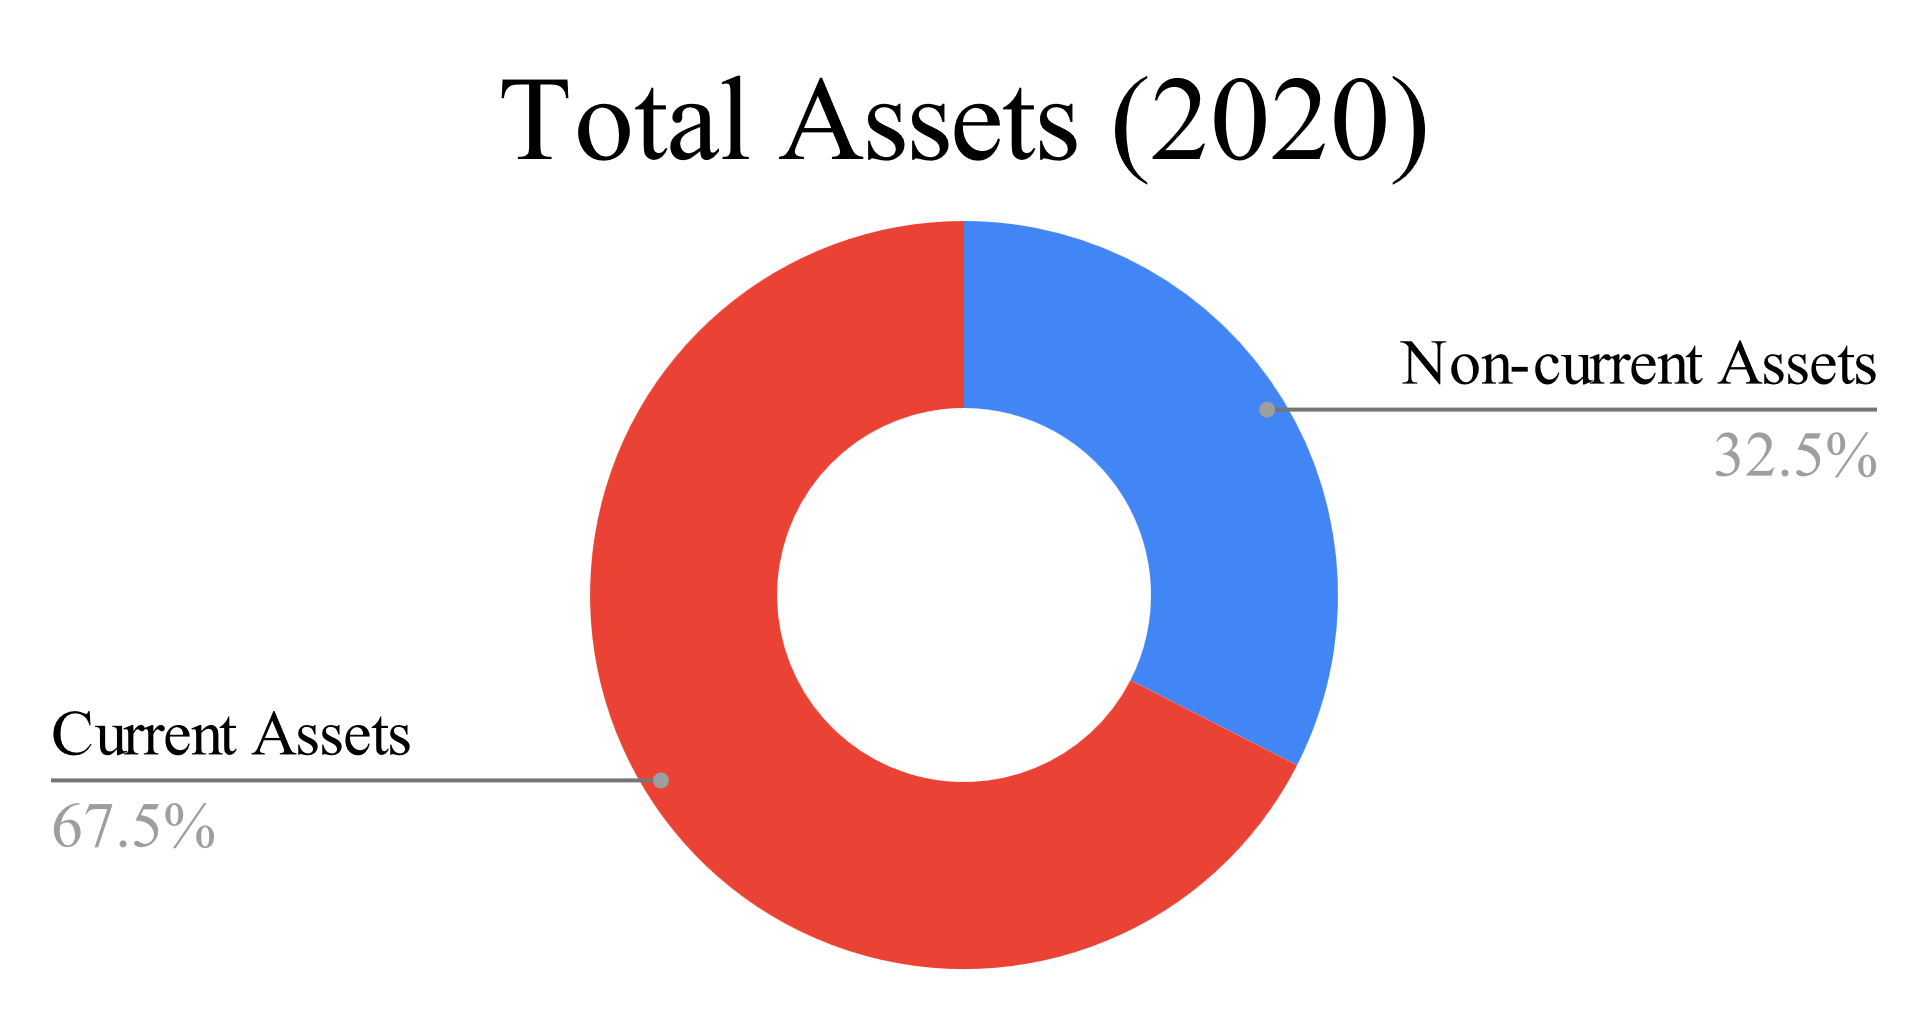 Total Assets (2020)
Non-current Assets
32.5%
Current Assets
67.5%